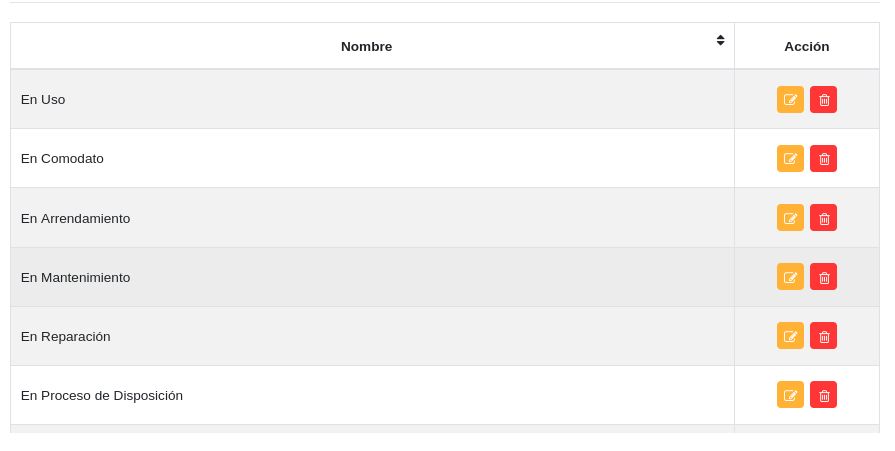 Nombre Acción
En Uso
En Comodato
En Arrendamiento
En Mantenimiento
En Reparación
En Proceso de Disposición